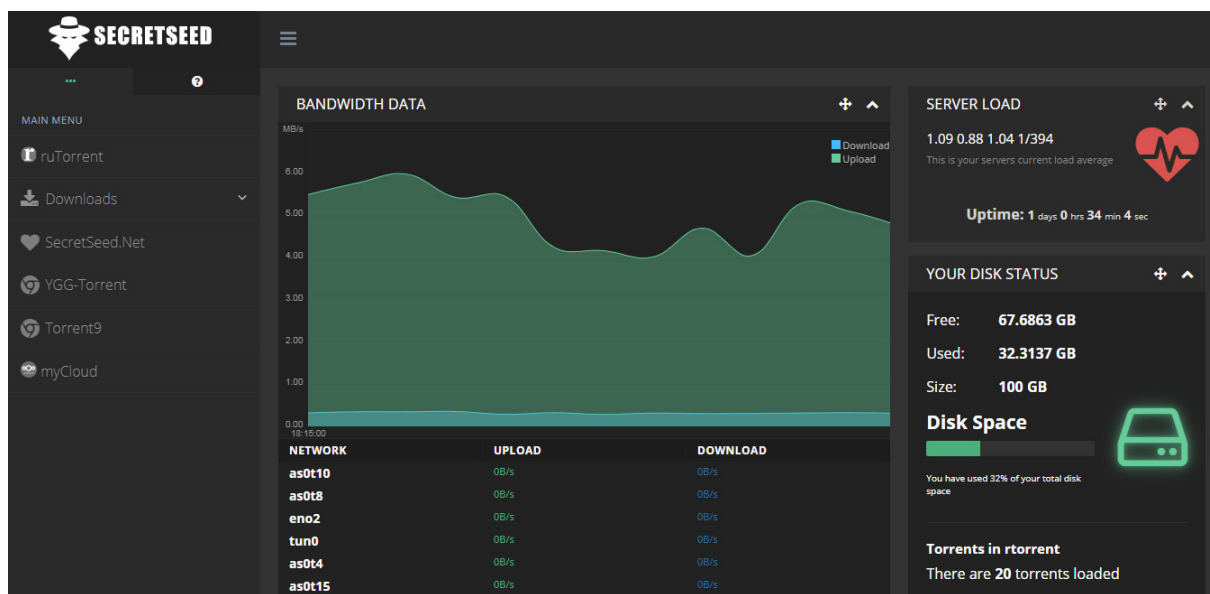 SECRETSEED
MAIN MENU
ruTorrent
Downloads
SecretSeed.Net
YGG-Torrent
Torrent9
myCloud
BANDWIDTH DATA
MB/s
Download
Upload
6.00
5.00
4.00
3.00
2.00
1.00
0.00
18:15:00
NETWORK UPLOAD DOWNLOAD
as0t10 0B/s 0B/s
as0t8 0B/s 0B/s
eno2 0B/s 0B/s
tun0 0B/s 0B/s
as0t4 0B/s 0B/s
as0t15 0B/s 0B/s
SERVER LOAD
1.09 0.88 1.04 1/394
This is your servers current load average
Uptime: 1 days 0 hrs 34 min 4 sec
YOUR DISK STATUS
Free: 67.6863 GB
Used: 32.3137 GB
Size: 100 GB
Disk Space
You have used 32% of your total disk
space
Torrents in rtorrent
There are 20 torrents loaded